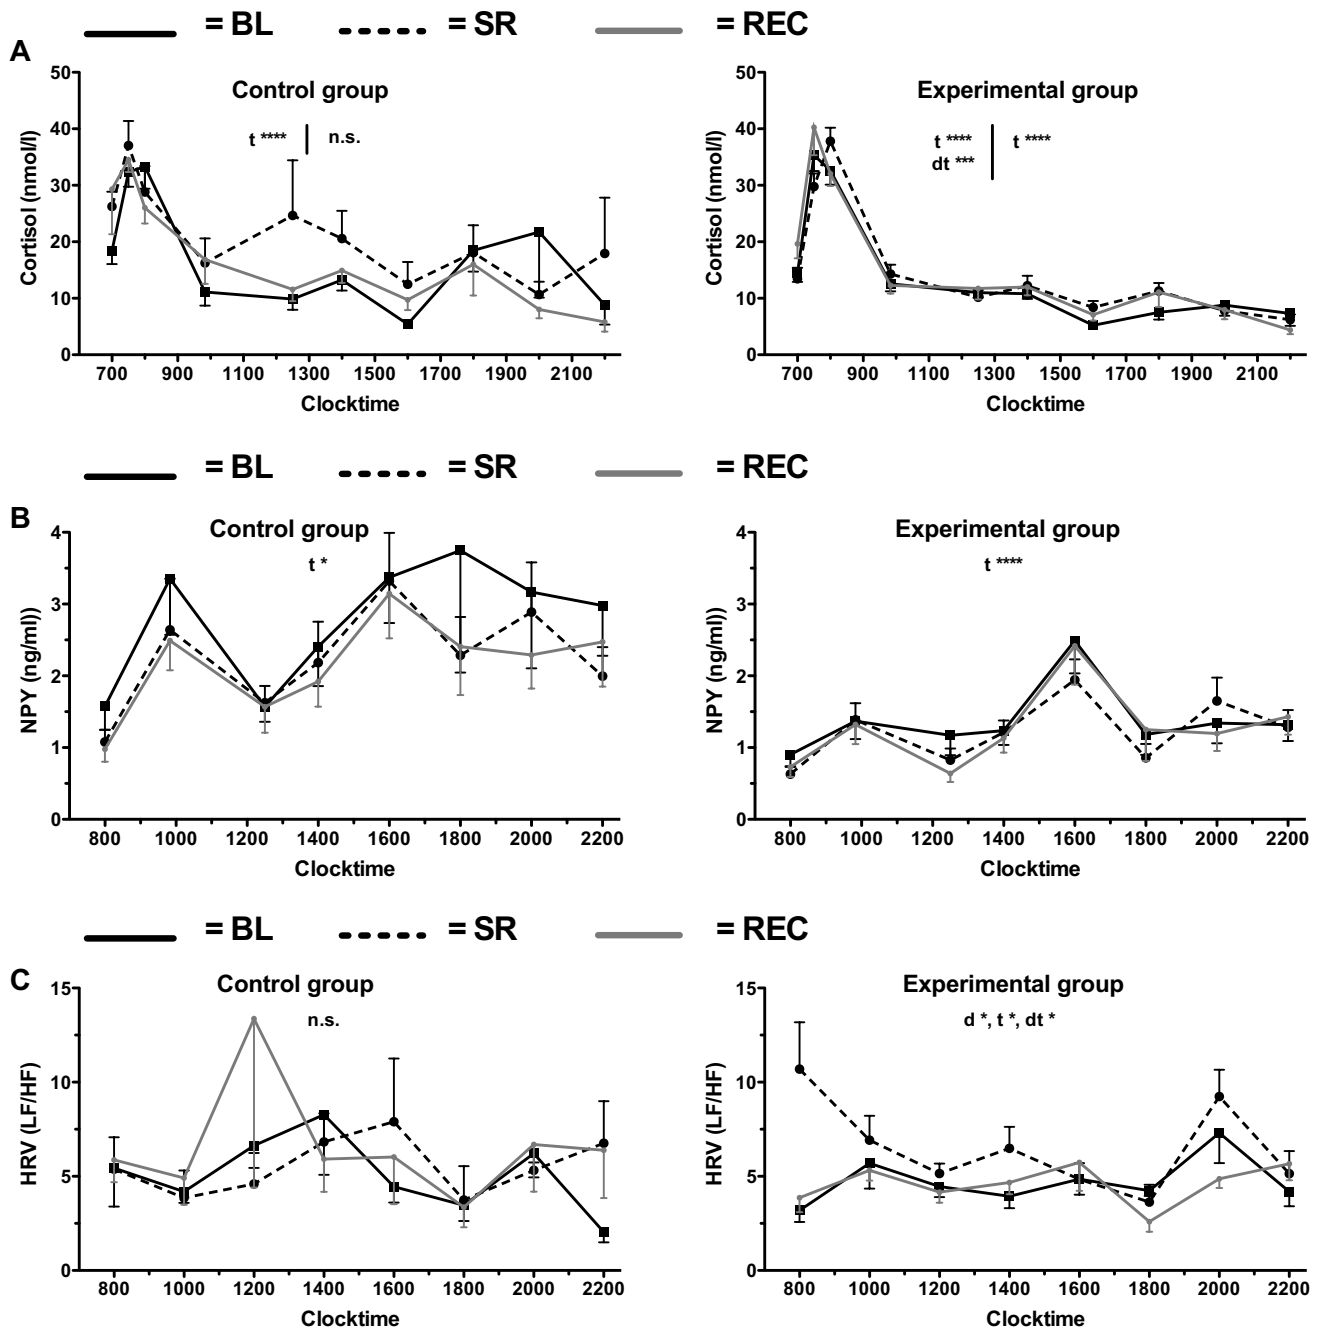 = BL = SR = REC
A
Control group
t **** n.s.
Cortisol (nmol/l)
50
40
30
20
10
0
700 900 1100 1300 1500 1700 1900 2100
Clocktime
Experimental group
t **** t ****
dt ***
Cortisol (nmol/l)
50
40
30
20
10
0
700 900 1100 1300 1500 1700 1900 2100
Clocktime
= BL = SR = REC
B
Control group
t *
NPY (ng/ml))
4
3
2
1
0
800 1000 1200 1400 1600 1800 2000 2200
Clocktime
Experimental group
t ****
NPY (ng/ml))
4
3
2
1
0
800 1000 1200 1400 1600 1800 2000 2200
Clocktime
= BL = SR = REC
C
Control group
n.s.
HRV (LF/HF)
15
10
5
0
800 1000 1200 1400 1600 1800 2000 2200
Clocktime
Experimental group
d *, t *, dt *
HRV (LF/HF)
15
10
5
0
800 1000 1200 1400 1600 1800 2000 2200
Clocktime